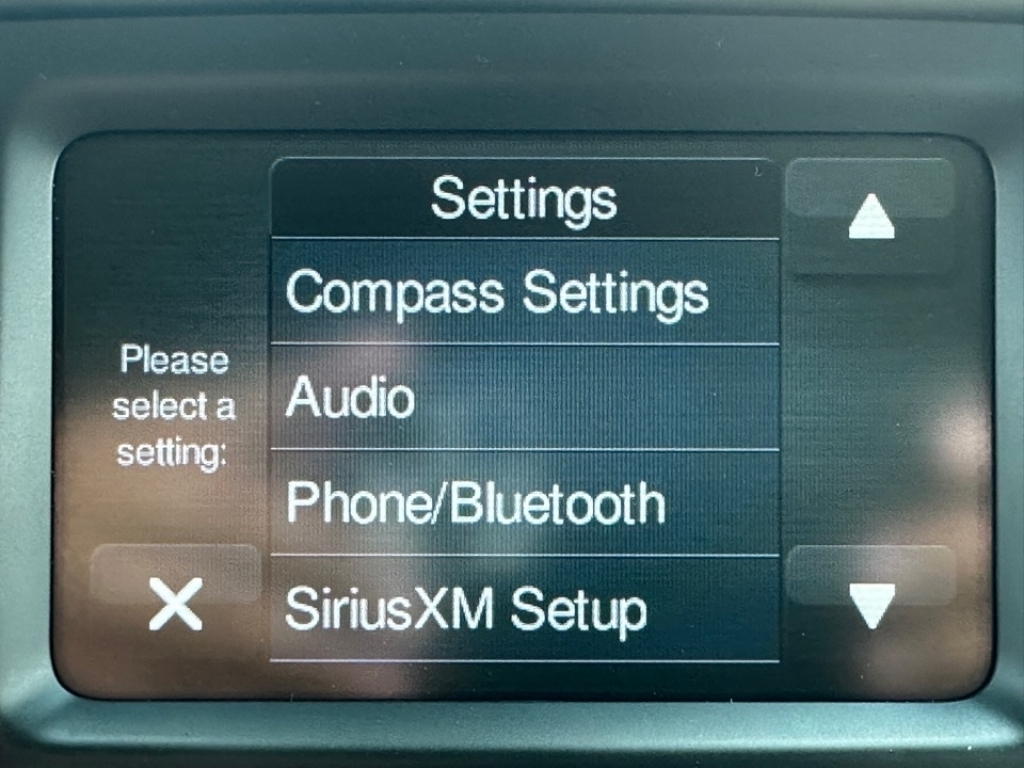 Settings
Compass Settings
Please
select a
setting:
Audio
Phone/Bluetooth
SiriusXM Setup